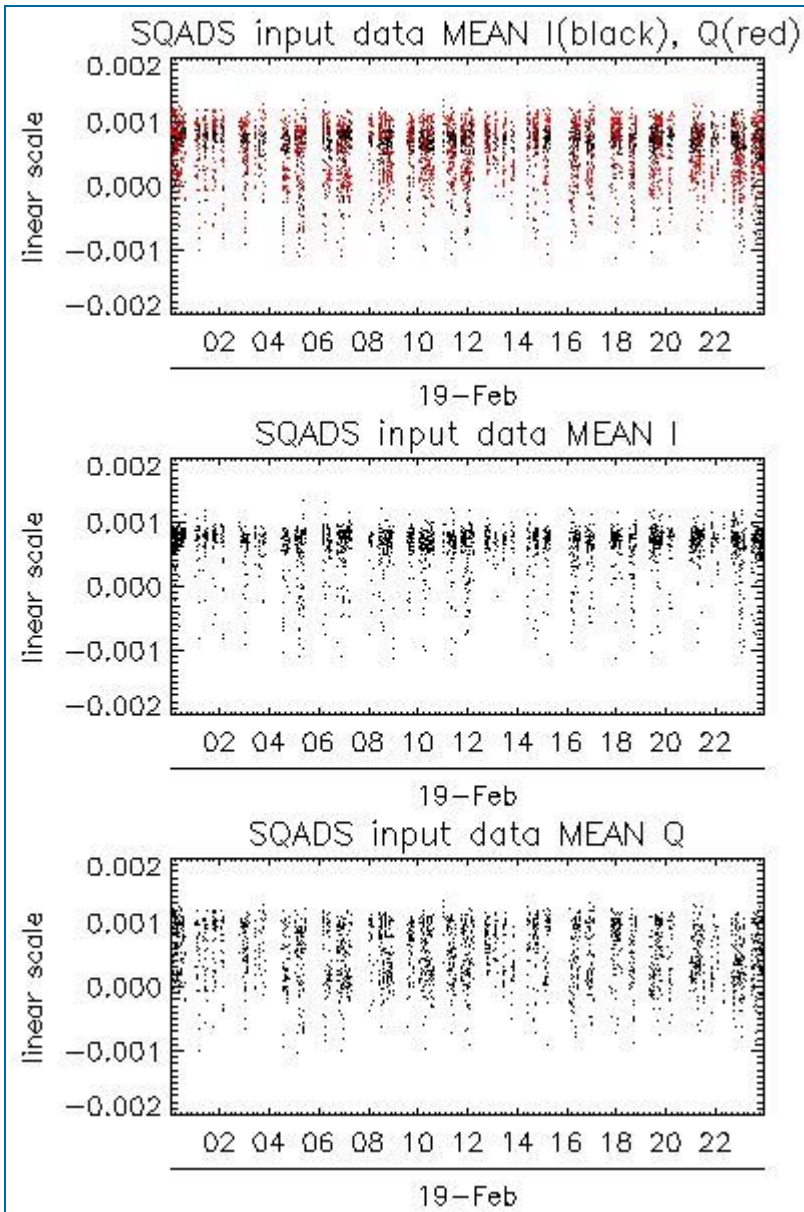 SQADS input data MEAN I(black), Q(red)
linear scale
0.002
0.001
0.000
−0.001
−0.002
02 04 06 08 10 12 14 16 18 20 22
19−Feb
SQADS input data MEAN I
linear scale
0.002
0.001
0.000
−0.001
−0.002
02 04 06 08 10 12 14 16 18 20 22
19−Feb
SQADS input data MEAN Q
linear scale
0.002
0.001
0.000
−0.001
−0.002
02 04 06 08 10 12 14 16 18 20 22
19−Feb